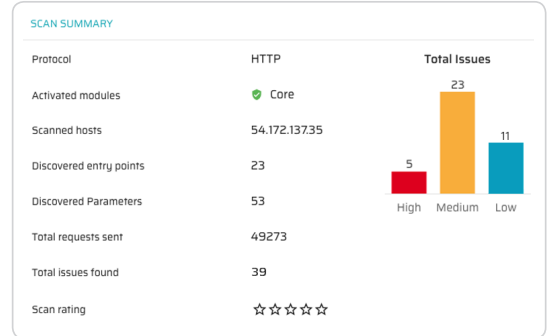 SCAN SUMMARY
Protocol HTTP
Activated modules Core
Scanned hosts 54.172.137.35
Discovered entry points 23
Discovered Parameters 53
Total requests sent 49273
Total issues found 39
Scan rating
Total Issues
23
11
5
High Medium Low